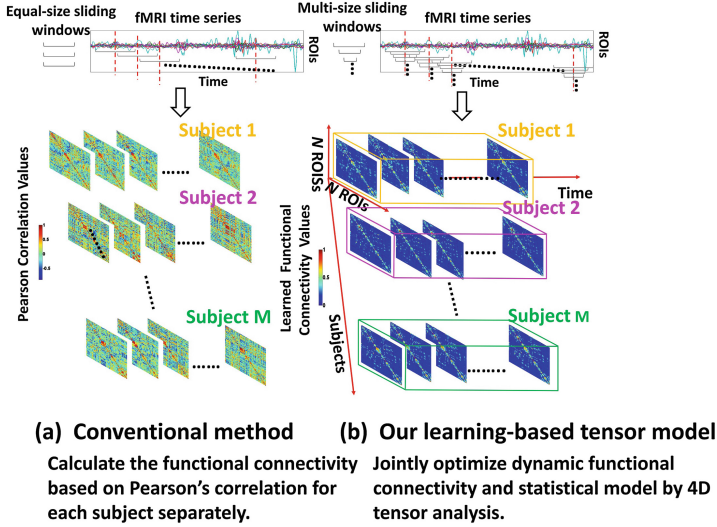 Equal-size sliding
windows
fMRI time series
ROIs
Time
Multi-size sliding
windows
fMRI time series
ROIs
Time
Subject 1
Subject 2
Subject M
Pearson Correlation Values
1
0.5
0
-0.5
N ROISs
N ROIs
Time
Subject 1
Subject 2
Subject M
Subjects
Learned Functional
Connectivity Values
1
0.5
0
(a) Conventional method
Calculate the functional connectivity
based on Pearson's correlation for
each subject separately.
(b) Our learning-based tensor model
Jointly optimize dynamic functional
connectivity and statistical model by 4D
tensor analysis.